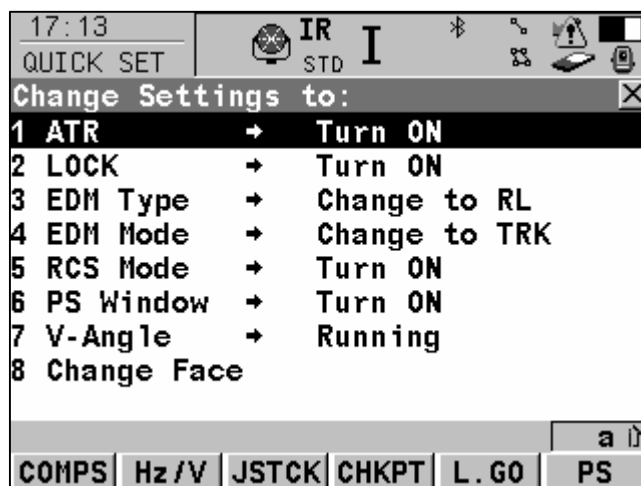 17:13 IR I
QUICK SET STD
Change Settings to:
1 ATR → Turn ON
2 LOCK → Turn ON
3 EDM Type → Change to RL
4 EDM Mode → Change to TRK
5 RCS Mode → Turn ON
6 PS Window → Turn ON
7 V-Angle → Running
8 Change Face
a
COMPS Hz/V JSTCK CHKPT L.GO PS